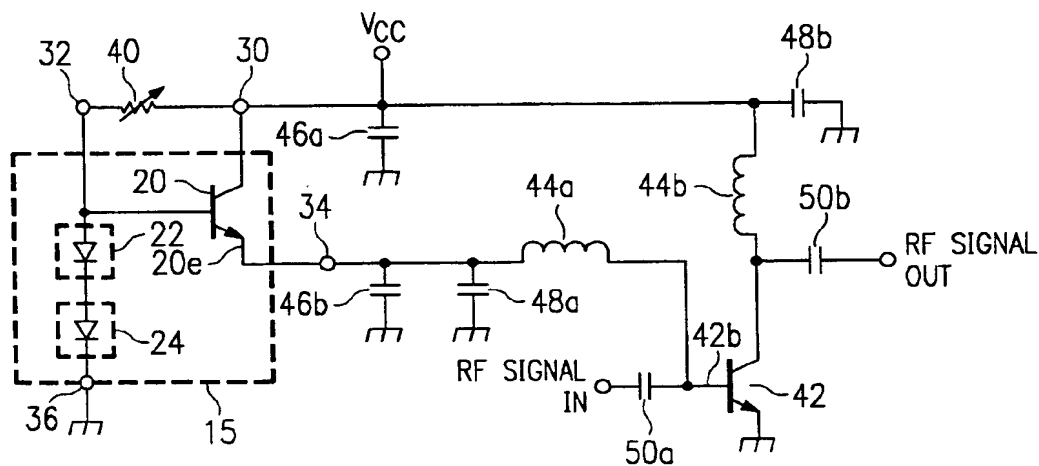 VCC
48b
32
40
30
46a
20
44a
44b
50b
34
22
20e
RF SIGNAL
OUT
46b
48a
24
42b
RF SIGNAL
IN
42
36
15
50a